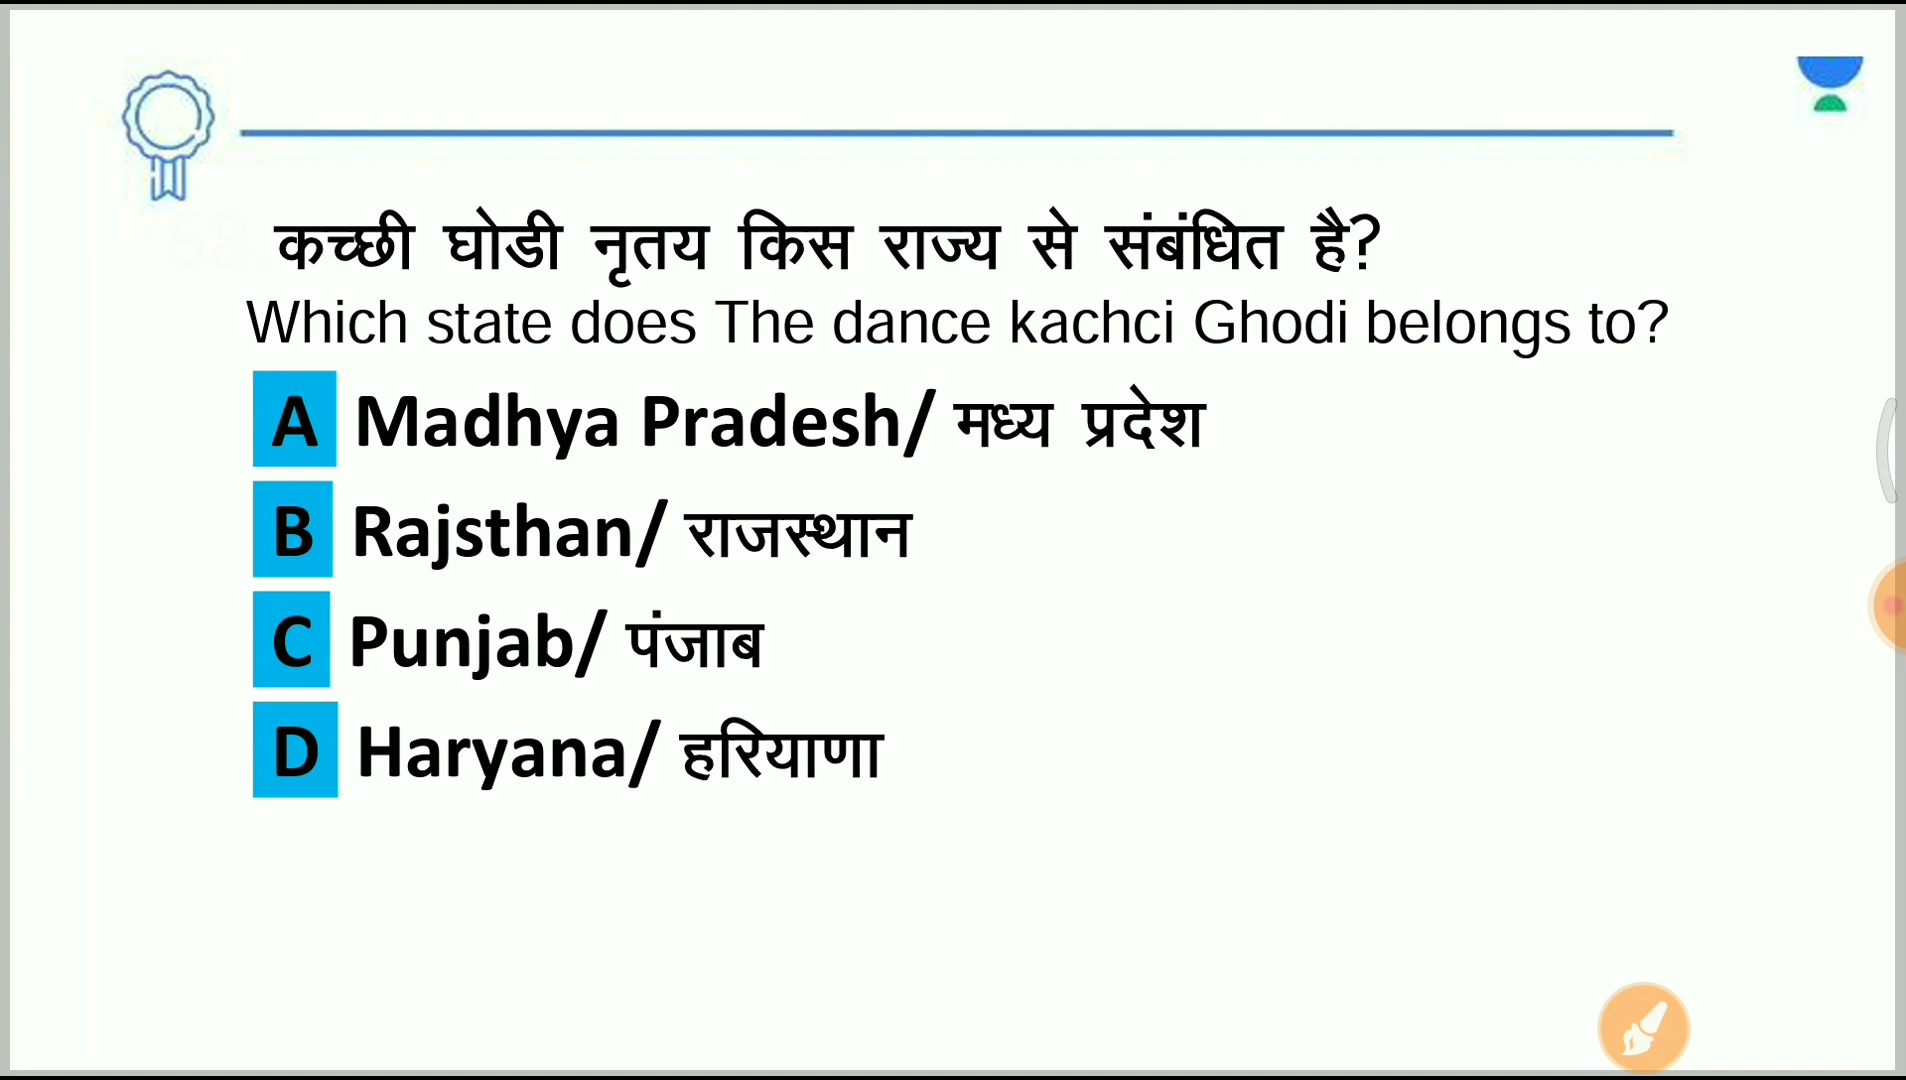 कच्छी घोडी नृतय किस राज्य से संबंधित है?
Which state does The dance kachci Ghodi belongs to?
A Madhya Pradesh/ मध्य प्रदेश
B Rajsthan/ राजस्थान
C Punjab/ पंजाब
D Haryana/ हरियाणा